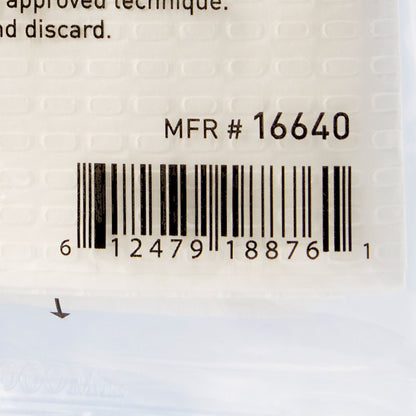 approved technique.
nd discard.
MFR # 16640
6 12479 18876 1